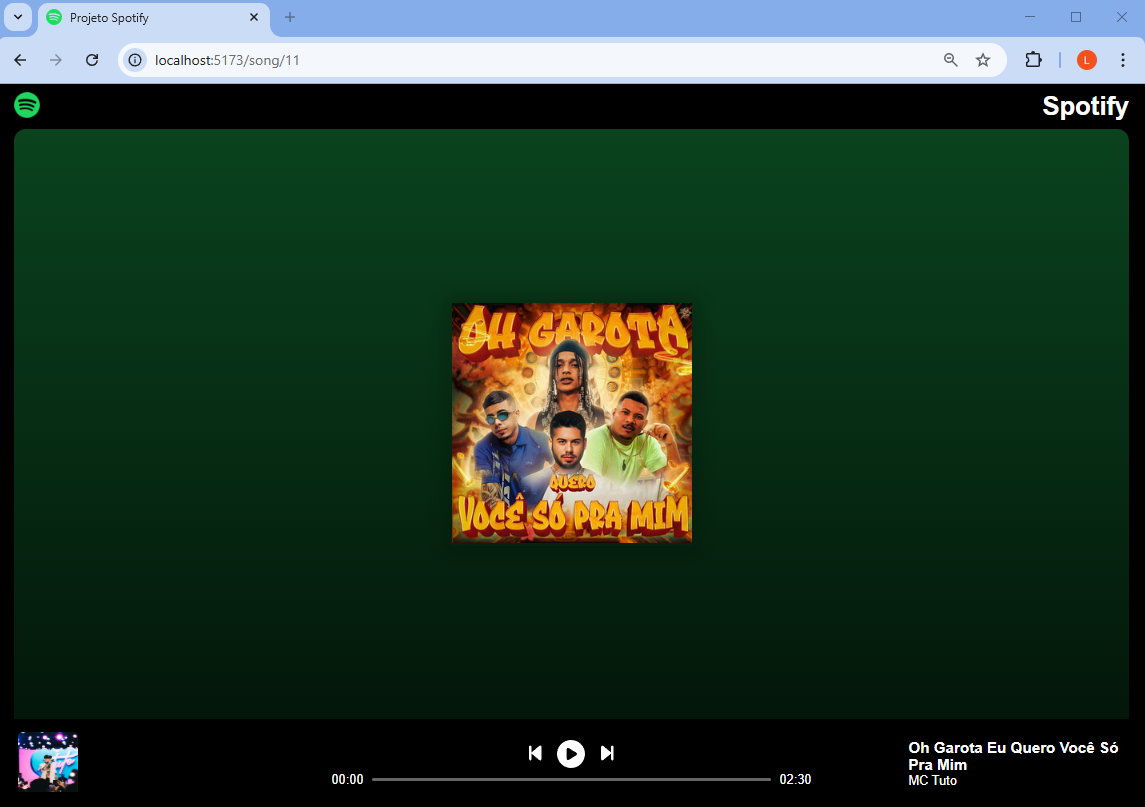 Projeto Spotify
localhost:5173/song/11
L
Spotify
OH GAROTA
QUERO
VOCÊ SÓ PRA MIM
00:00
02:30
Oh Garota Eu Quero Você Só
Pra Mim
MC Tuto